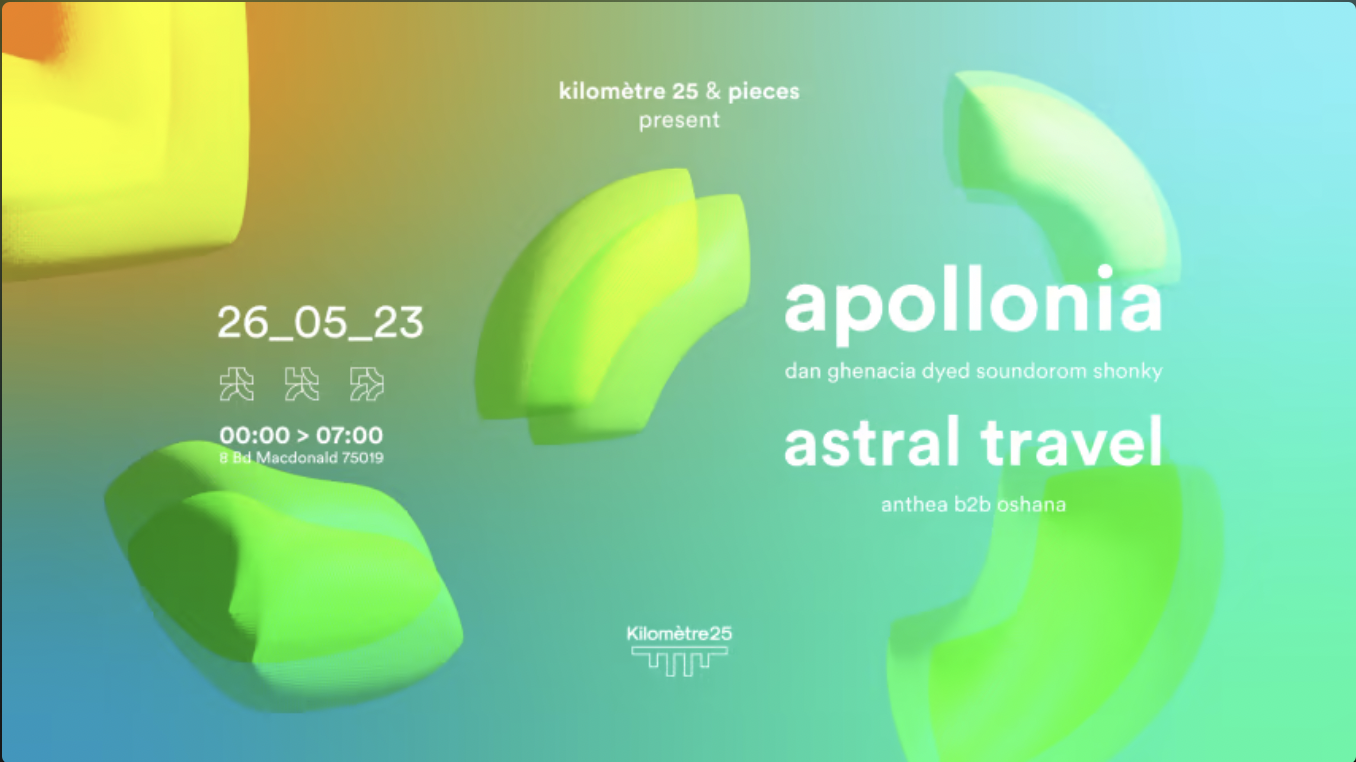 kilomètre 25 & pieces
present
26_05_23
00:00 > 07:00
8 Bd Macdonald 75019
apollonia
dan ghenacia dyed soundorom shonky
astral travel
anthea b2b oshana
Kilomètre25